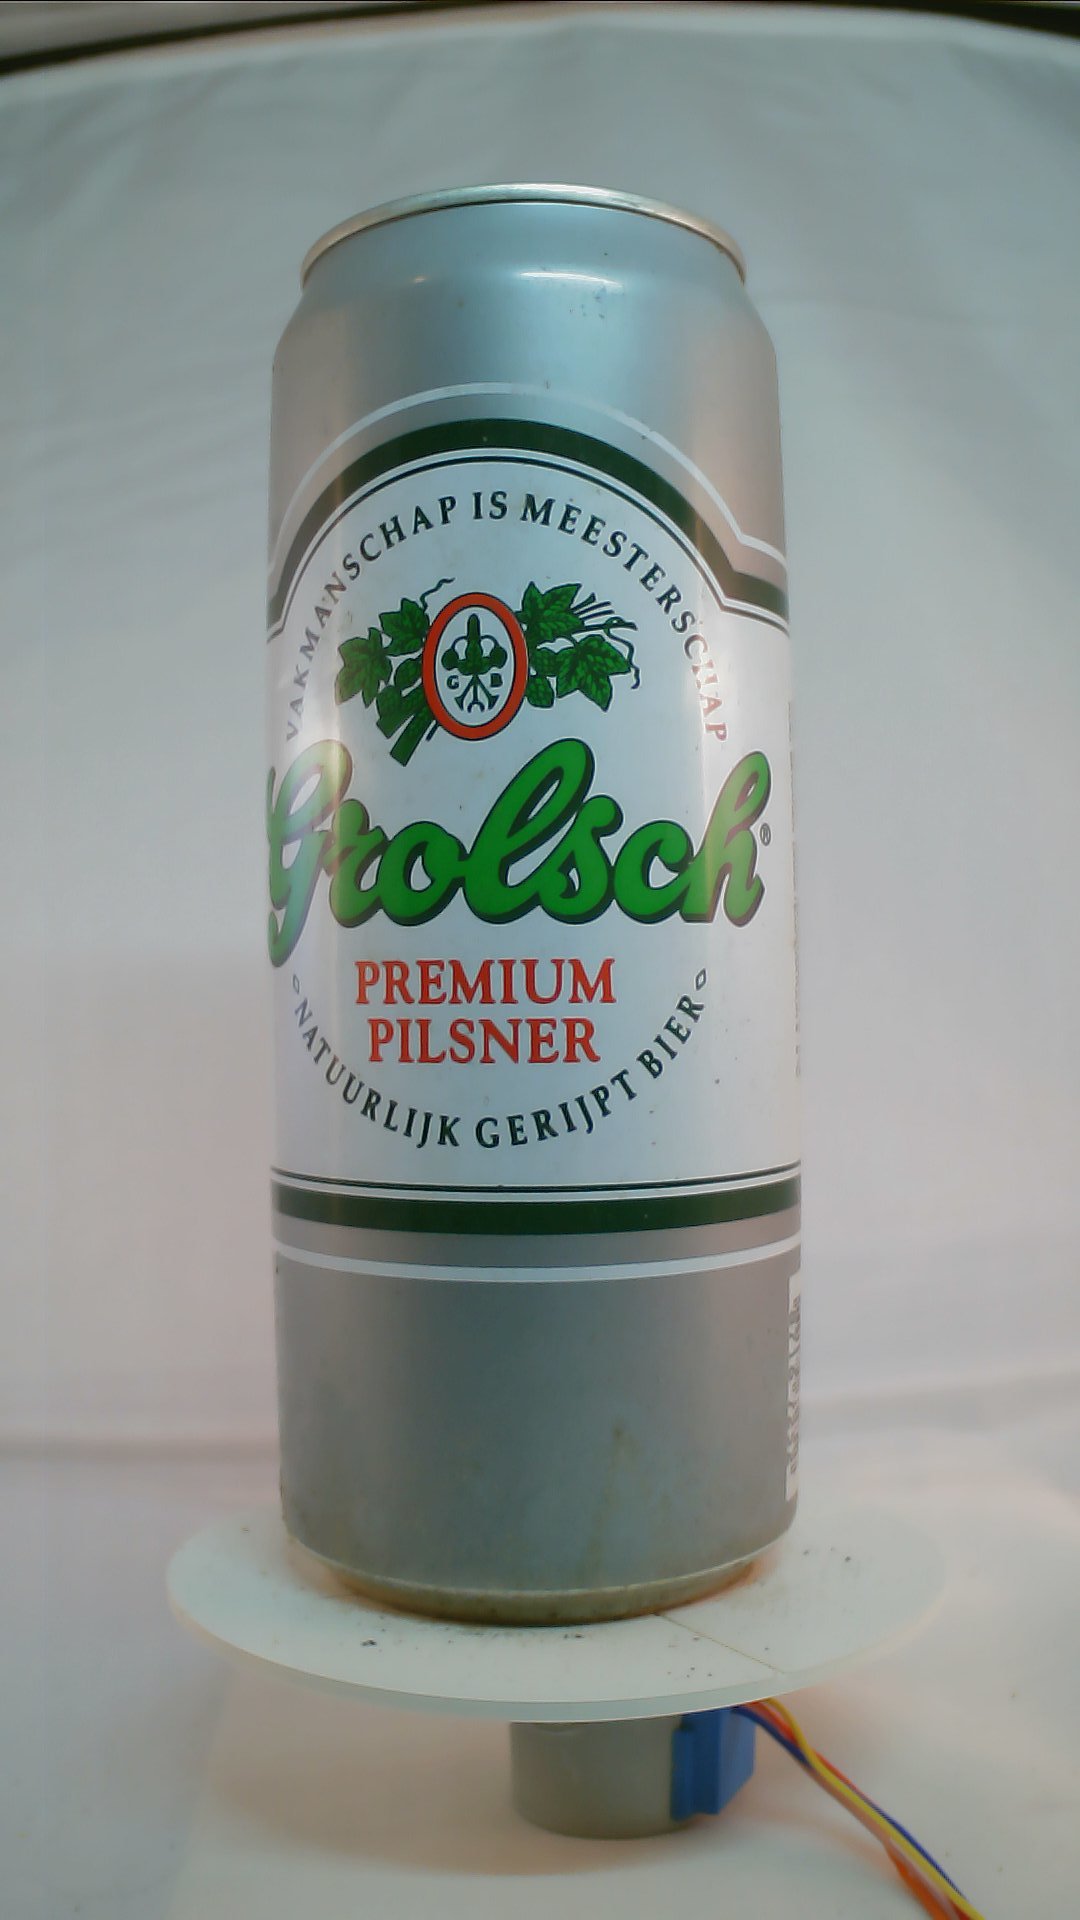 VAKMANSCHAP IS MEESTERSCHAP
G B
Grolsch®
PREMIUM
PILSNER
NATUURLIJK GERIJPT BIER